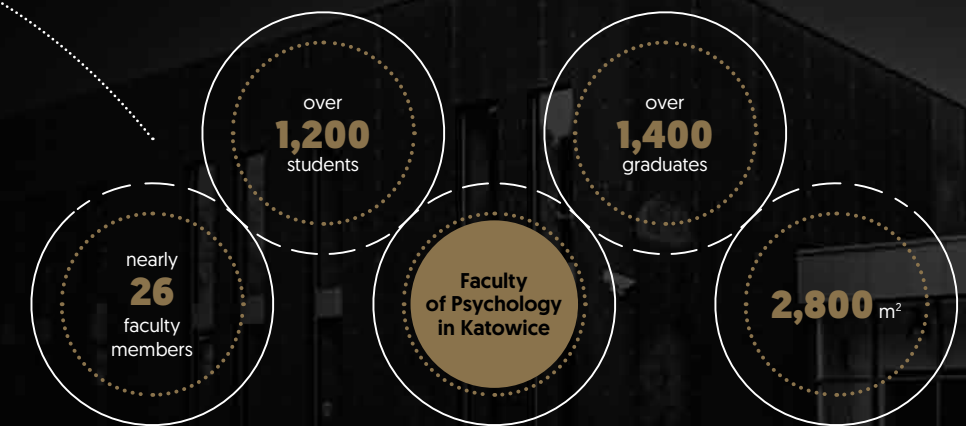 over
1,200
students
over
1,400
graduates
nearly
26
faculty
members
Faculty
of Psychology
in Katowice
2,800 m²